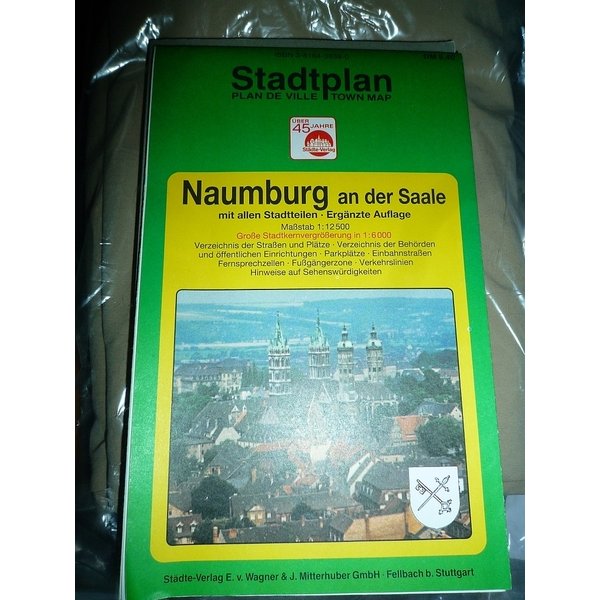 Stadtplan
PLAN DE VILLE TOWN MAP
ÜBER
45 JAHRE
Städte-Verlag
Naumburg an der Saale
mit allen Stadtteilen · Ergänzte Auflage
Maßstab 1:12500
Große Stadtkernvergrößerung in 1:6000
Verzeichnis der Straßen und Plätze · Verzeichnis der Behörden
und öffentlichen Einrichtungen · Parkplätze · Einbahnstraßen
Fernsprechzellen · Fußgängerzone · Verkehrslinien
Hinweise auf Sehenswürdigkeiten
Städte-Verlag E. v. Wagner & J. Mitterhuber GmbH · Fellbach b. Stuttgart